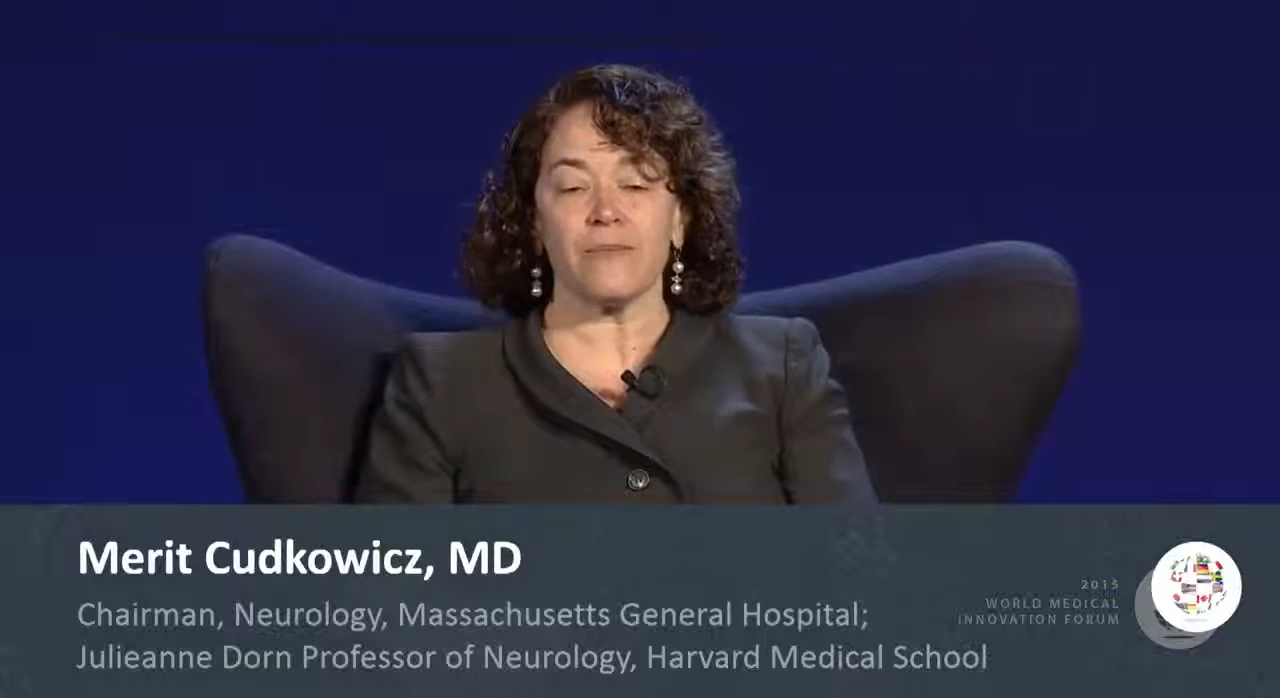 Merit Cudkowicz, MD
Chairman, Neurology, Massachusetts General Hospital;
Julieanne Dorn Professor of Neurology, Harvard Medical School
2015
WORLD MEDICAL
INNOVATION FORUM